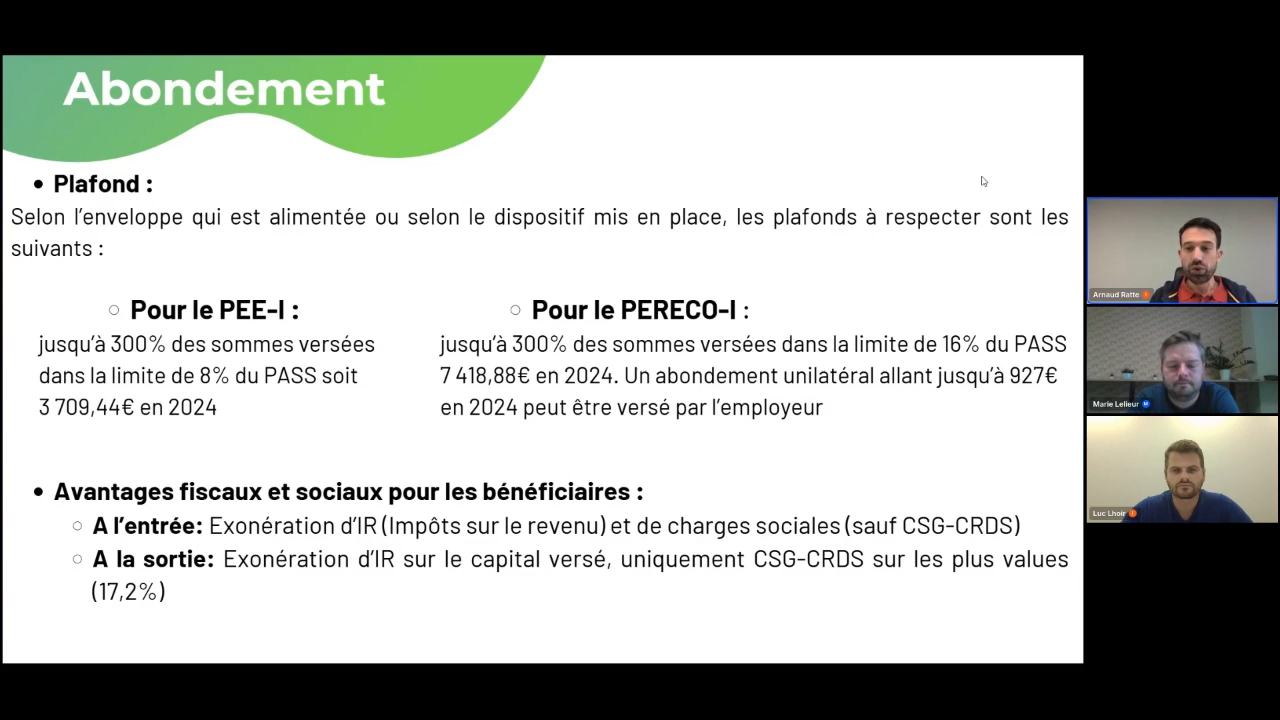 Abondement
• Plafond :
Selon l'enveloppe qui est alimentée ou selon le dispositif mis en place, les plafonds à respecter sont les
suivants :
○ Pour le PEE-I :
jusqu'à 300% des sommes versées
dans la limite de 8% du PASS soit
3 709,44€ en 2024
○ Pour le PERECO-I :
jusqu'à 300% des sommes versées dans la limite de 16% du PASS
7 418,88€ en 2024. Un abondement unilatéral allant jusqu'à 927€
en 2024 peut être versé par l'employeur
• Avantages fiscaux et sociaux pour les bénéficiaires :
○ A l'entrée: Exonération d'IR (Impôts sur le revenu) et de charges sociales (sauf CSG-CRDS)
○ A la sortie: Exonération d'IR sur le capital versé, uniquement CSG-CRDS sur les plus values
(17,2%)
Arnaud Ratte
Marie Lelieur M
Luc Lhoir